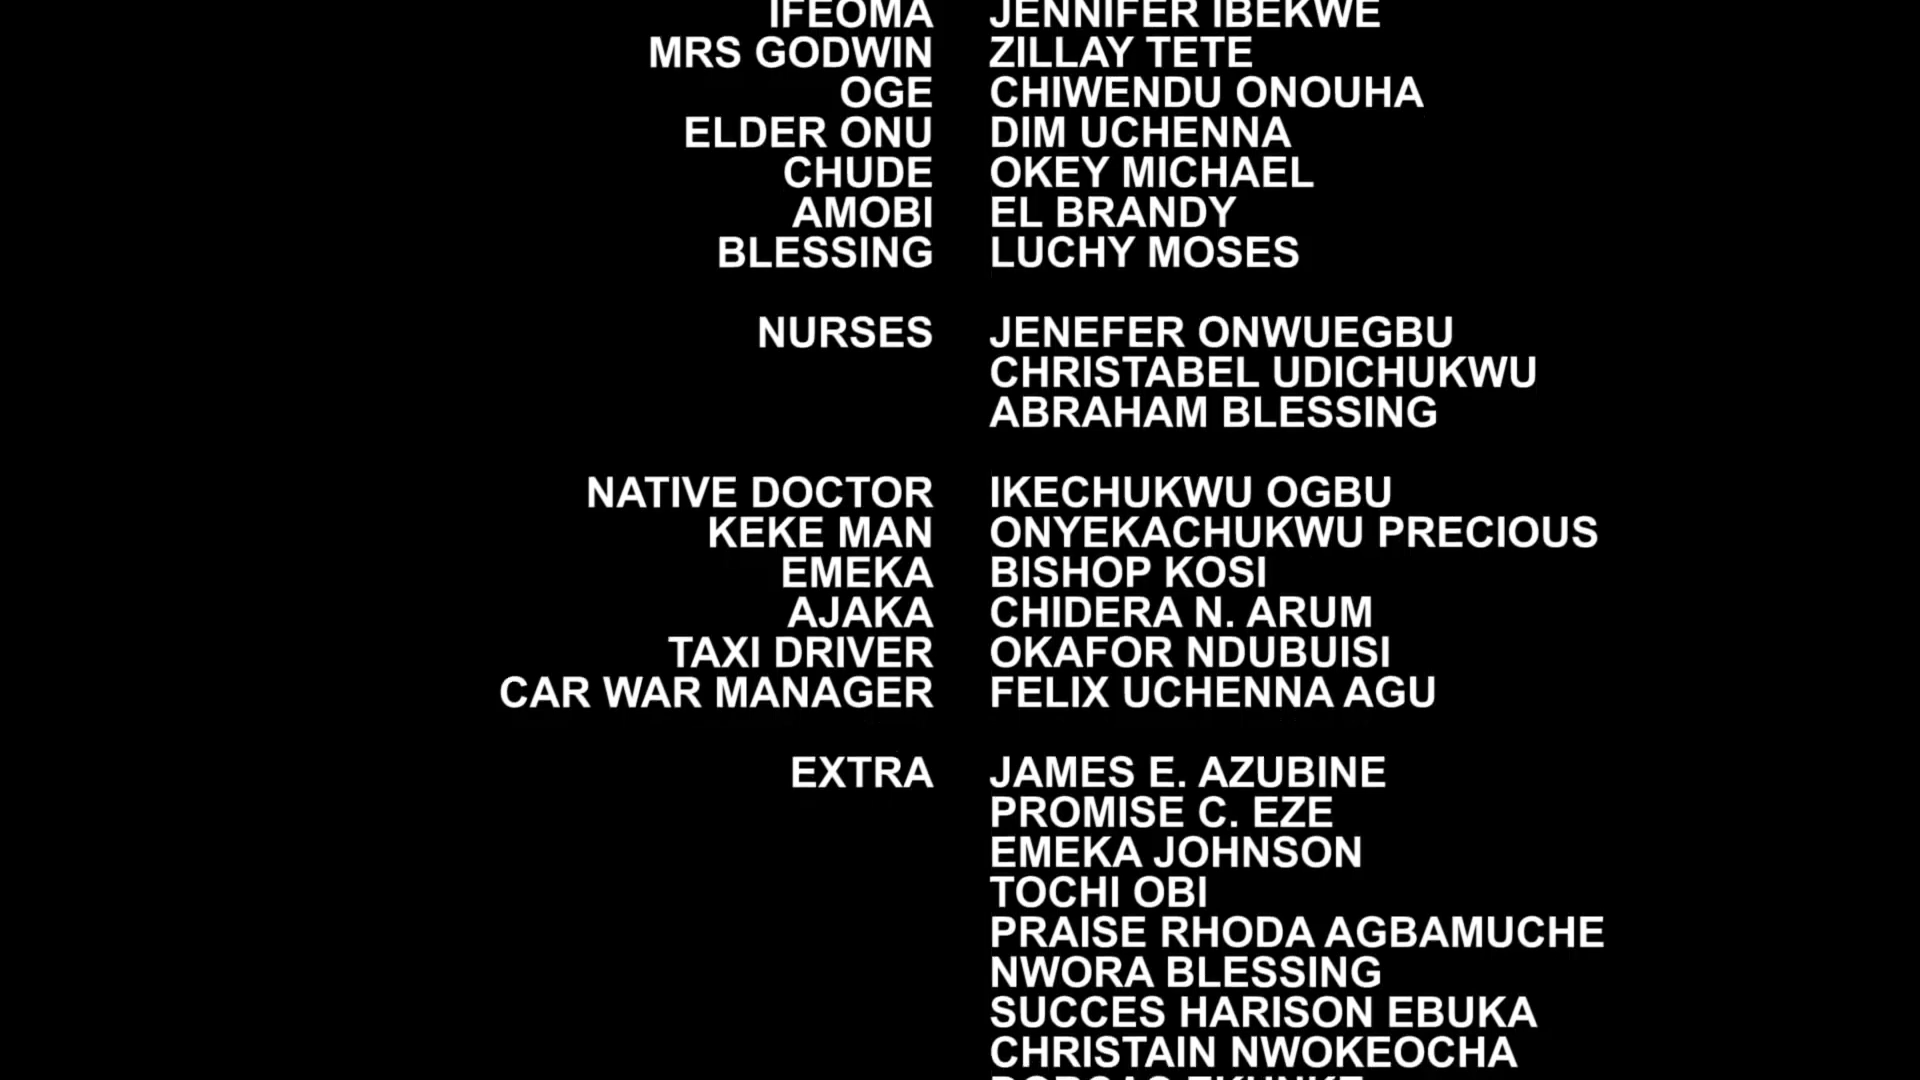 IFEOMA JENNIFER IBEKWE
MRS GODWIN ZILLAY TETE
OGE CHIWENDU ONOUHA
ELDER ONU DIM UCHENNA
CHUDE OKEY MICHAEL
AMOBI EL BRANDY
BLESSING LUCHY MOSES
NURSES JENEFER ONWUEGBU
CHRISTABEL UDICHUKWU
ABRAHAM BLESSING
NATIVE DOCTOR IKECHUKWU OGBU
KEKE MAN ONYEKACHUKWU PRECIOUS
EMEKA BISHOP KOSI
AJAKA CHIDERA N. ARUM
TAXI DRIVER OKAFOR NDUBUISI
CAR WAR MANAGER FELIX UCHENNA AGU
EXTRA JAMES E. AZUBINE
PROMISE C. EZE
EMEKA JOHNSON
TOCHI OBI
PRAISE RHODA AGBAMUCHE
NWORA BLESSING
SUCCES HARISON EBUKA
CHRISTAIN NWOKEOCHA